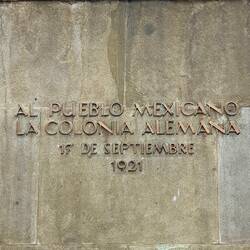 AL PUEBLO MEXICANO
LA COLONIA ALEMANA
15 DE SEPTIEMBRE
1921